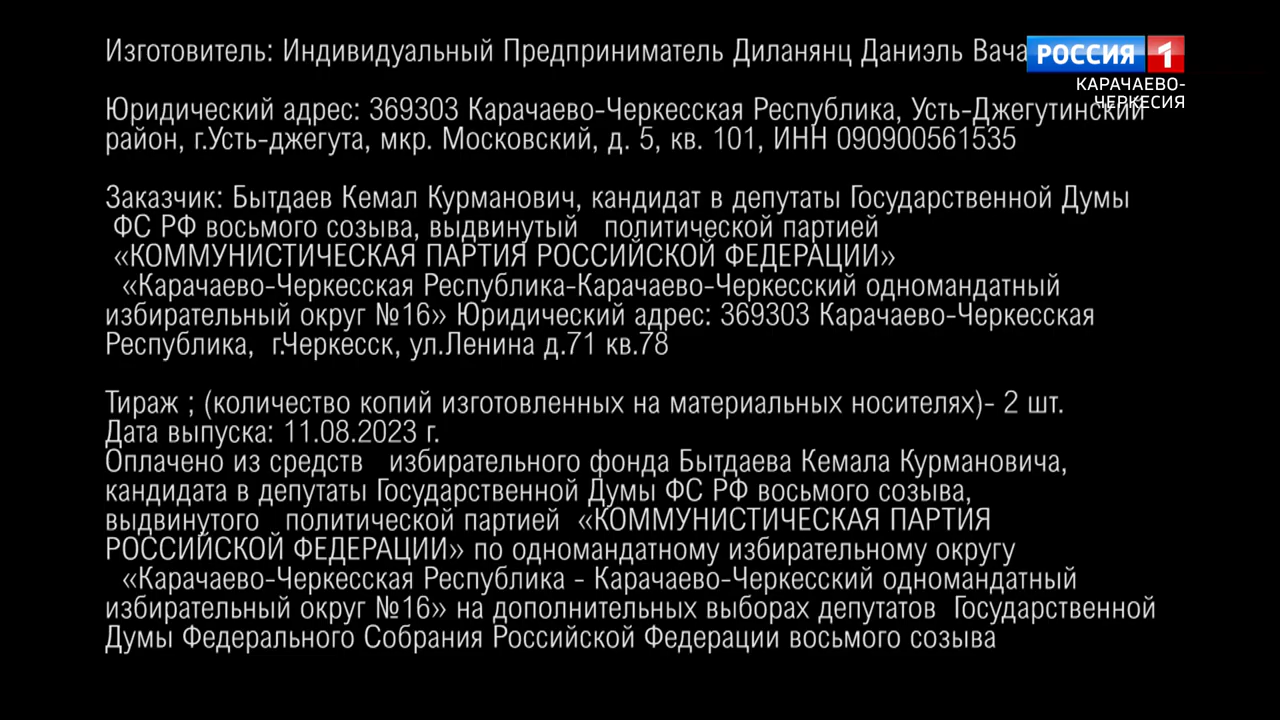 Изготовитель: Индивидуальный Предприниматель Диланянц Даниэль
РОССИЯ 1
КАРАЧАЕВО-
ЧЕРКЕСИЯ
Юридический адрес: 369303 Карачаево-Черкесская Республика, Усть-Джегутинский
район, г.Усть-джегута, мкр. Московский, д. 5, кв. 101, ИНН 090900561535
Заказчик: Бытдаев Кемал Курманович, кандидат в депутаты Государственной Думы
ФС РФ восьмого созыва, выдвинутый политической партией
«КОММУНИСТИЧЕСКАЯ ПАРТИЯ РОССИЙСКОЙ ФЕДЕРАЦИИ»
«Карачаево-Черкесская Республика-Карачаево-Черкесский одномандатный
избирательный округ №16» Юридический адрес: 369303 Карачаево-Черкесская
Республика, г.Черкесск, ул.Ленина д.71 кв.78
Тираж ; (количество копий изготовленных на материальных носителях)- 2 шт.
Дата выпуска: 11.08.2023 г.
Оплачено из средств избирательного фонда Бытдаева Кемала Курмановича,
кандидата в депутаты Государственной Думы ФС РФ восьмого созыва,
выдвинутого политической партией «КОММУНИСТИЧЕСКАЯ ПАРТИЯ
РОССИЙСКОЙ ФЕДЕРАЦИИ» по одномандатному избирательному округу
«Карачаево-Черкесская Республика - Карачаево-Черкесский одномандатный
избирательный округ №16» на дополнительных выборах депутатов Государственной
Думы Федерального Собрания Российской Федерации восьмого созыва